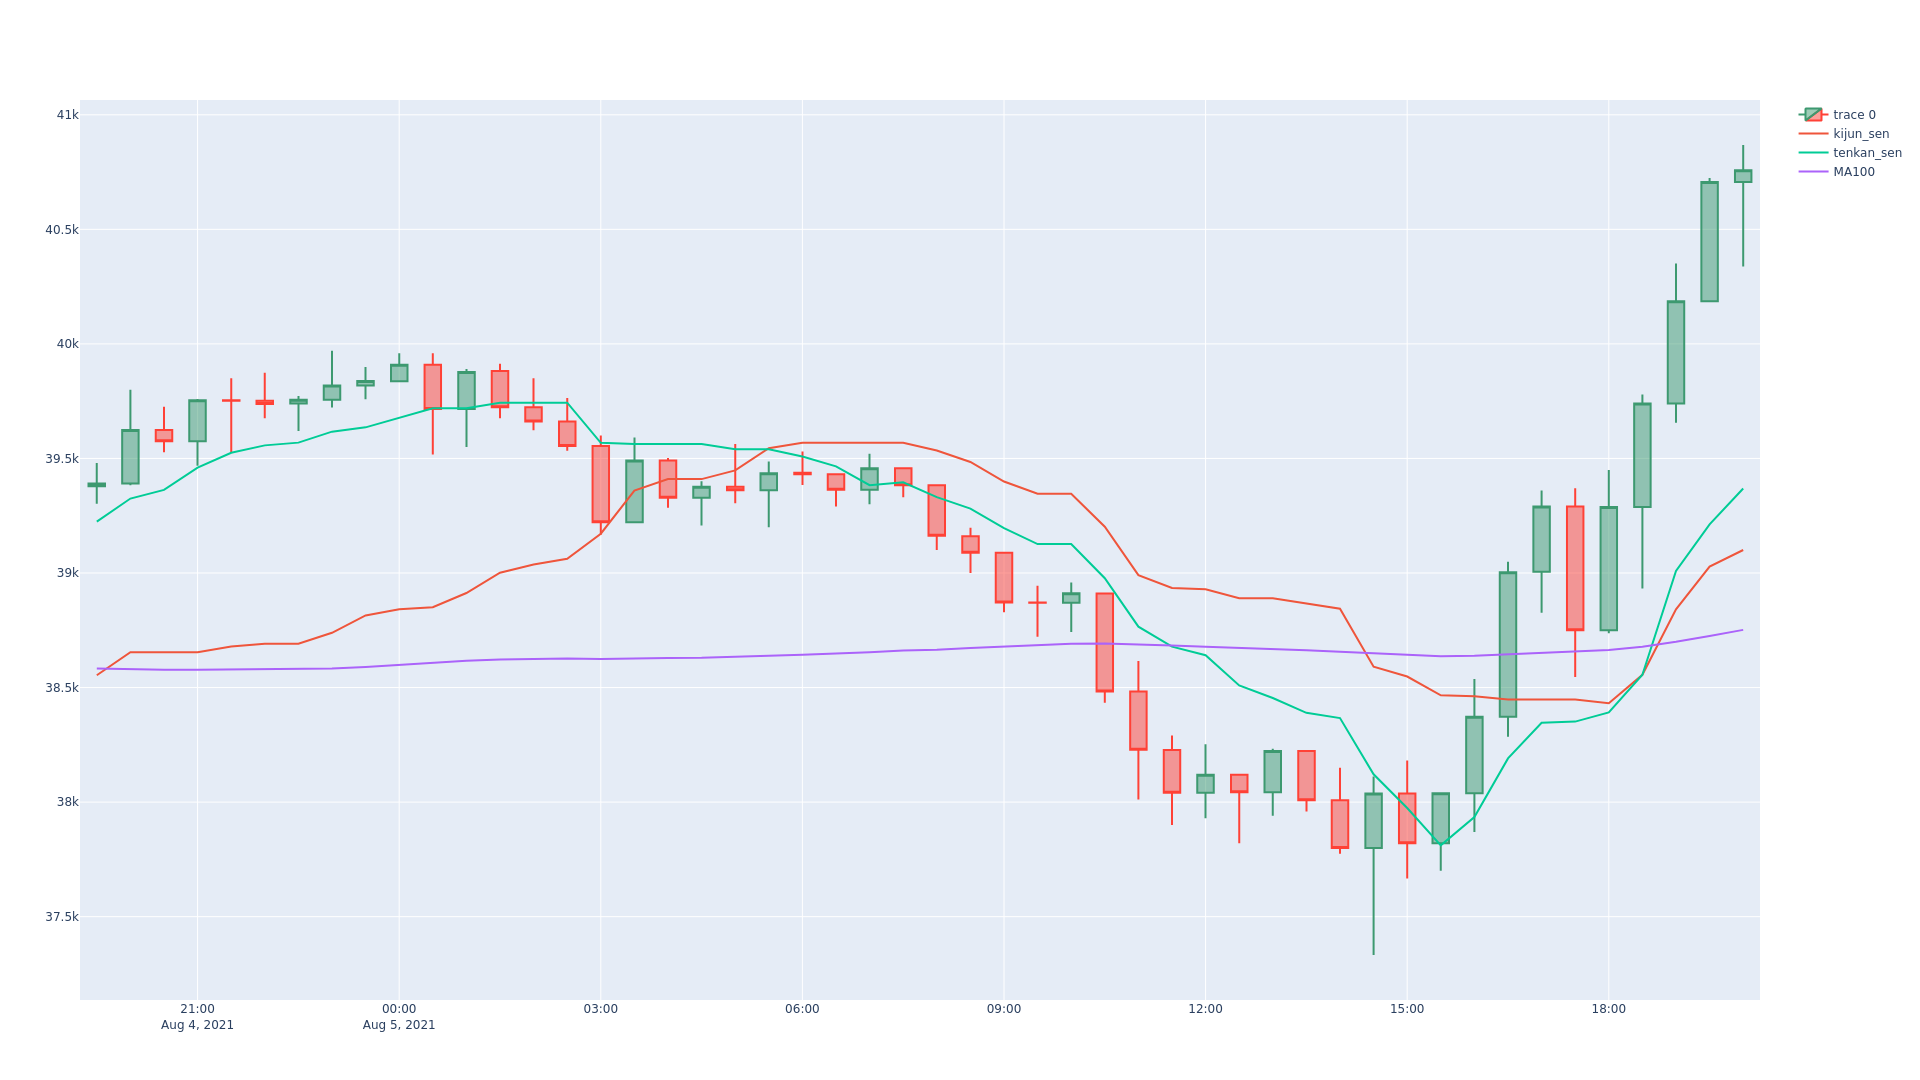 41k
40.5k
40k
39.5k
39k
38.5k
38k
37.5k
21:00
Aug 4, 2021
00:00
Aug 5, 2021
03:00
06:00
09:00
12:00
15:00
18:00
trace 0
kijun_sen
tenkan_sen
MA100